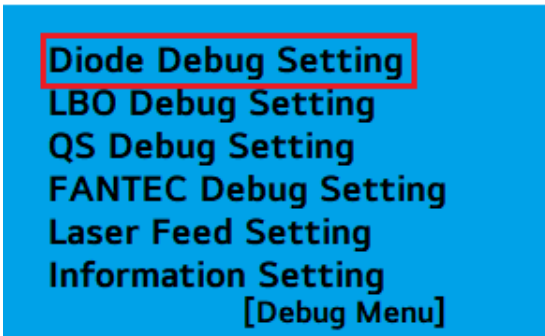 Diode Debug Setting
LBO Debug Setting
QS Debug Setting
FANTEC Debug Setting
Laser Feed Setting
Information Setting
[Debug Menu]